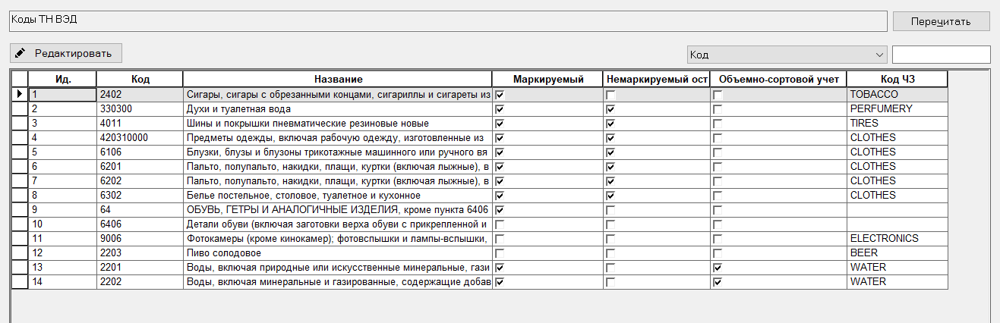 Коды ТН ВЭД
Перечитать
Редактировать
Код
Ид. Код Название Маркируемый Немаркируемый ост Объемно-сортовой учет Код ЧЗ
1 2402 Сигары, сигары с обрезанными концами, сигариллы и сигареты из TOBACCO
2 330300 Духи и туалетная вода PERFUMERY
3 4011 Шины и покрышки пневматические резиновые новые TIRES
4 420310000 Предметы одежды, включая рабочую одежду, изготовленные из CLOTHES
5 6106 Блузки, блузы и блузоны трикотажные машинного или ручного вя CLOTHES
6 6201 Пальто, полупальто, накидки, плащи, куртки (включая лыжные), в CLOTHES
7 6202 Пальто, полупальто, накидки, плащи, куртки (включая лыжные), в CLOTHES
8 6302 Белье постельное, столовое, туалетное и кухонное CLOTHES
9 64 ОБУВЬ, ГЕТРЫ И АНАЛОГИЧНЫЕ ИЗДЕЛИЯ, кроме пункта 6406
10 6406 Детали обуви (включая заготовки верха обуви с прикрепленной и
11 9006 Фотокамеры (кроме кинокамер); фотовспышки и лампы-вспышки, ELECTRONICS
12 2203 Пиво солодовое BEER
13 2201 Воды, включая природные или искусственные минеральные, гази WATER
14 2202 Воды, включая минеральные и газированные, содержащие добав WATER